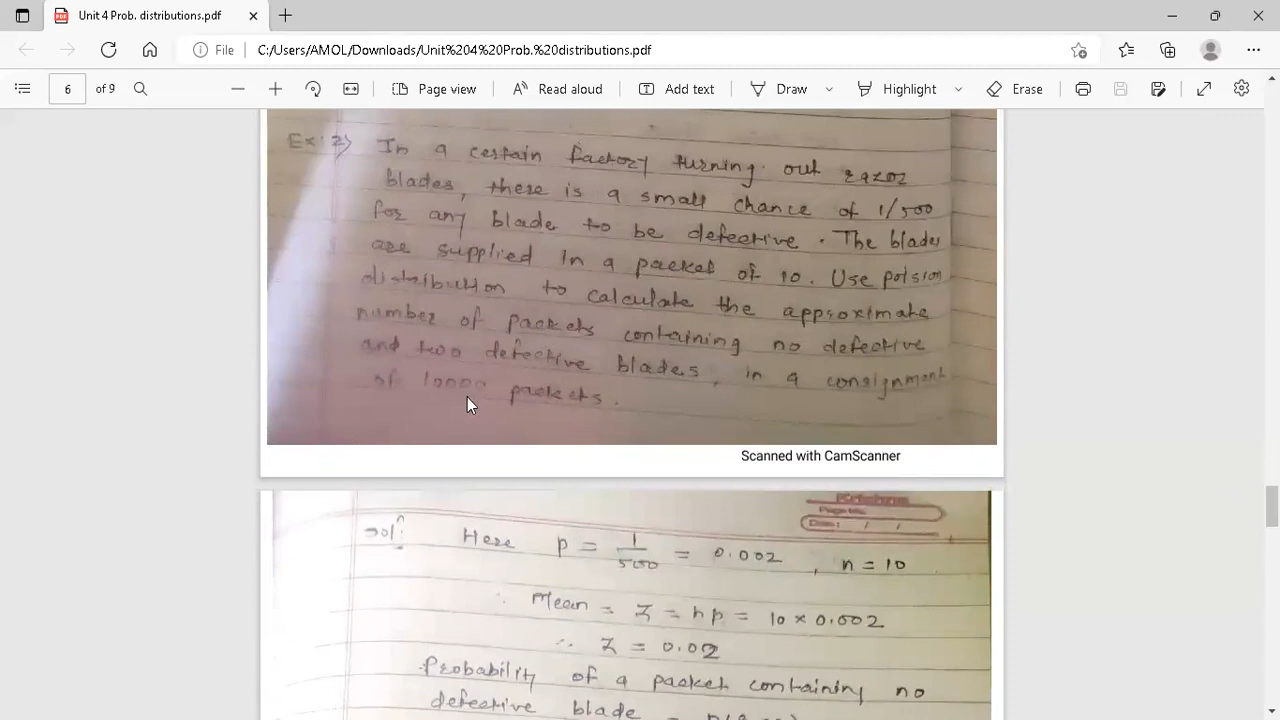 Unit 4 Prob. distributions.pdf
File C:/Users/AMOL/Downloads/Unit%204%20Prob.%20distributions.pdf
6 of 9 Page view Read aloud Add text Draw Highlight Erase
Ex: 2) In a certain factory turning out razor
blades, there is a small chance of 1/500
for any blade to be defective. The blades
are supplied in a packet of 10. Use poision
distribution to calculate the approximate
number of packets containing no defective
and two defective blades, in a consignment
of 10000 packets.
Scanned with CamScanner
Page No.
Date: / /
Solⁿ: Here p = 1/500 = 0.002, n = 10
∴ Mean = z = np = 10 × 0.002
∴ z = 0.02
Probability of a packet containing no
defective blade =